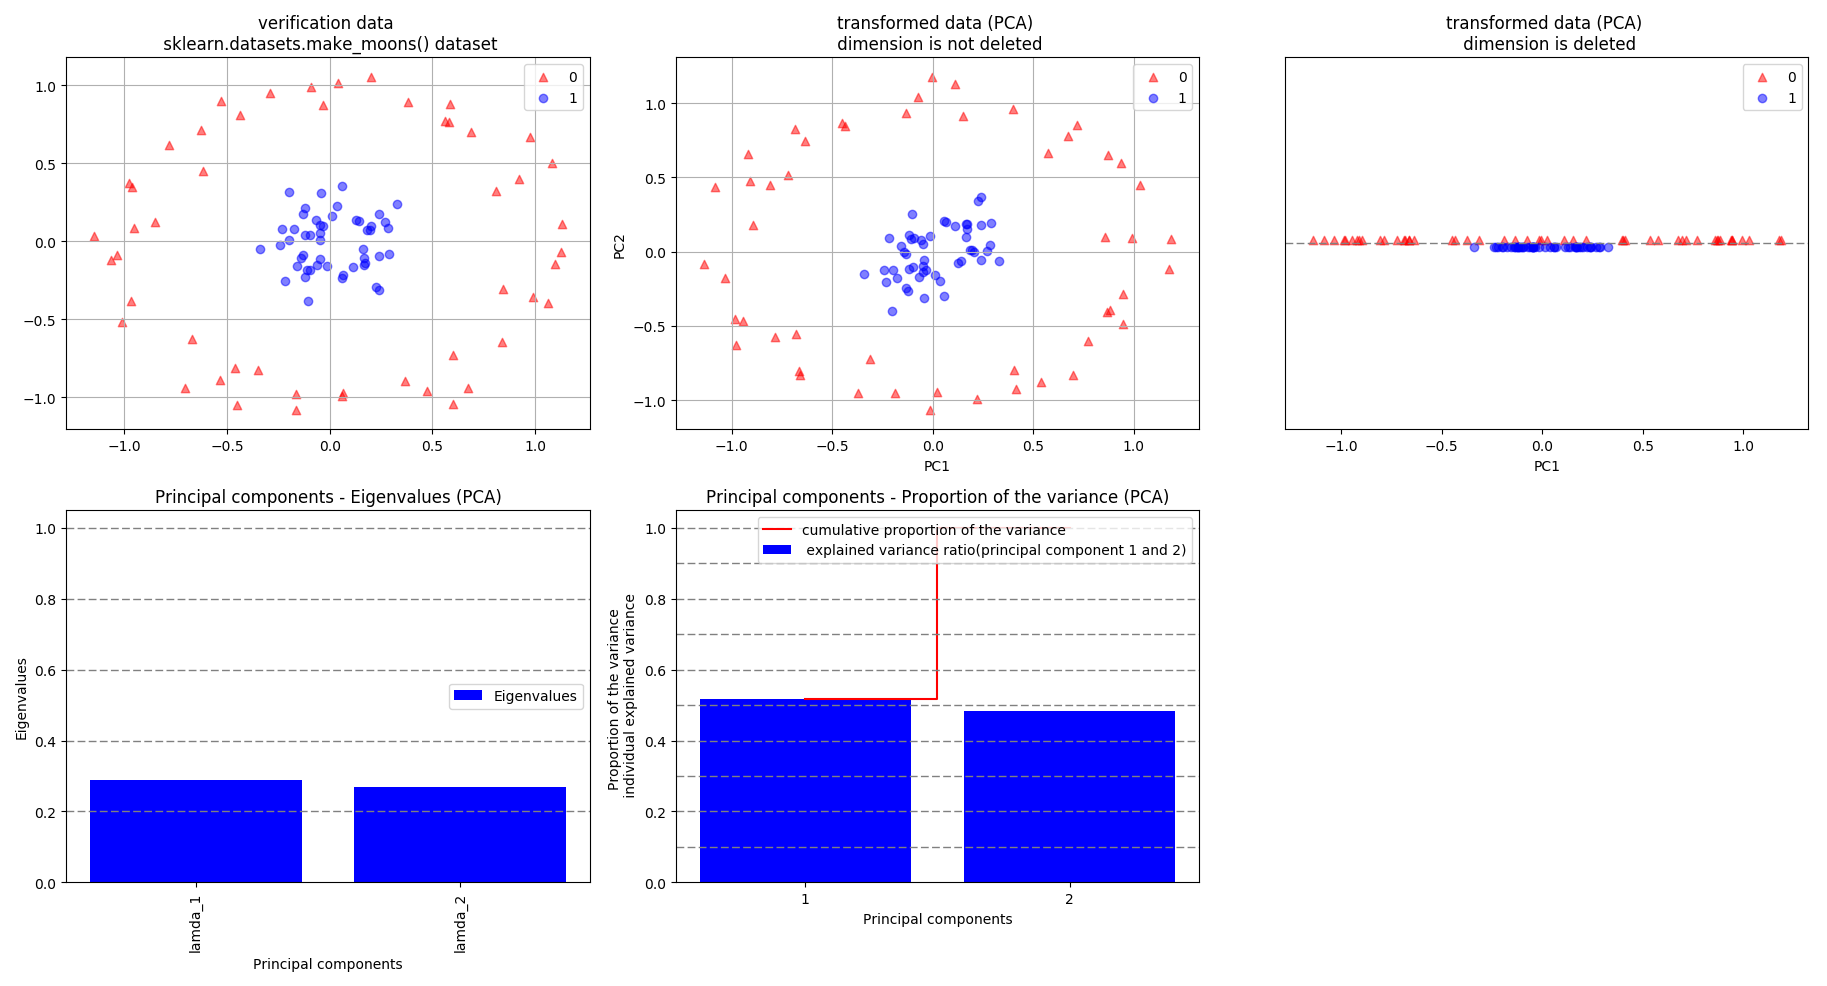 verification data
sklearn.datasets.make_moons() dataset
0
1
1.0
0.5
0.0
−0.5
−1.0
−1.0
−0.5
0.0
0.5
1.0
transformed data (PCA)
dimension is not deleted
0
1
PC2
1.0
0.5
0.0
−0.5
−1.0
−1.0
−0.5
0.0
0.5
1.0
PC1
transformed data (PCA)
dimension is deleted
0
1
−1.0
−0.5
0.0
0.5
1.0
PC1
Principal components - Eigenvalues (PCA)
Eigenvalues
1.0
0.8
0.6
0.4
0.2
0.0
Eigenvalues
lamda_1
lamda_2
Principal components
Principal components - Proportion of the variance (PCA)
cumulative proportion of the variance
explained variance ratio(principal component 1 and 2)
Proportion of the variance
individual explained variance
1.0
0.8
0.6
0.4
0.2
0.0
1
2
Principal components